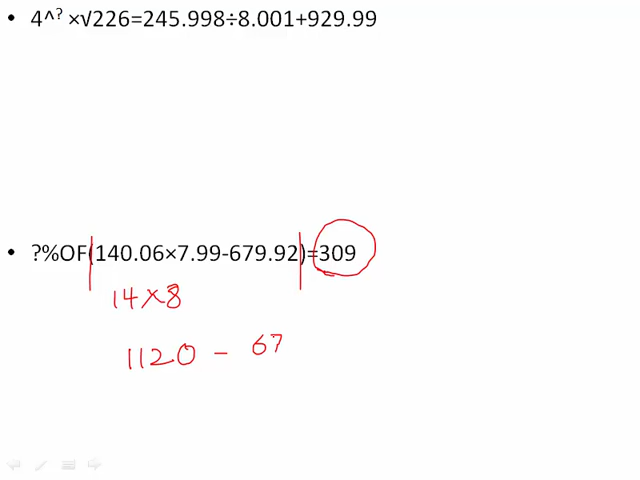 • 4^? ×√226=245.998÷8.001+929.99
• ?%OF(140.06×7.99-679.92)=309
14×8
1120 - 67